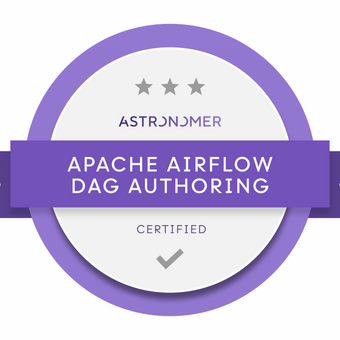 ASTRONOMER
APACHE AIRFLOW
DAG AUTHORING
CERTIFIED